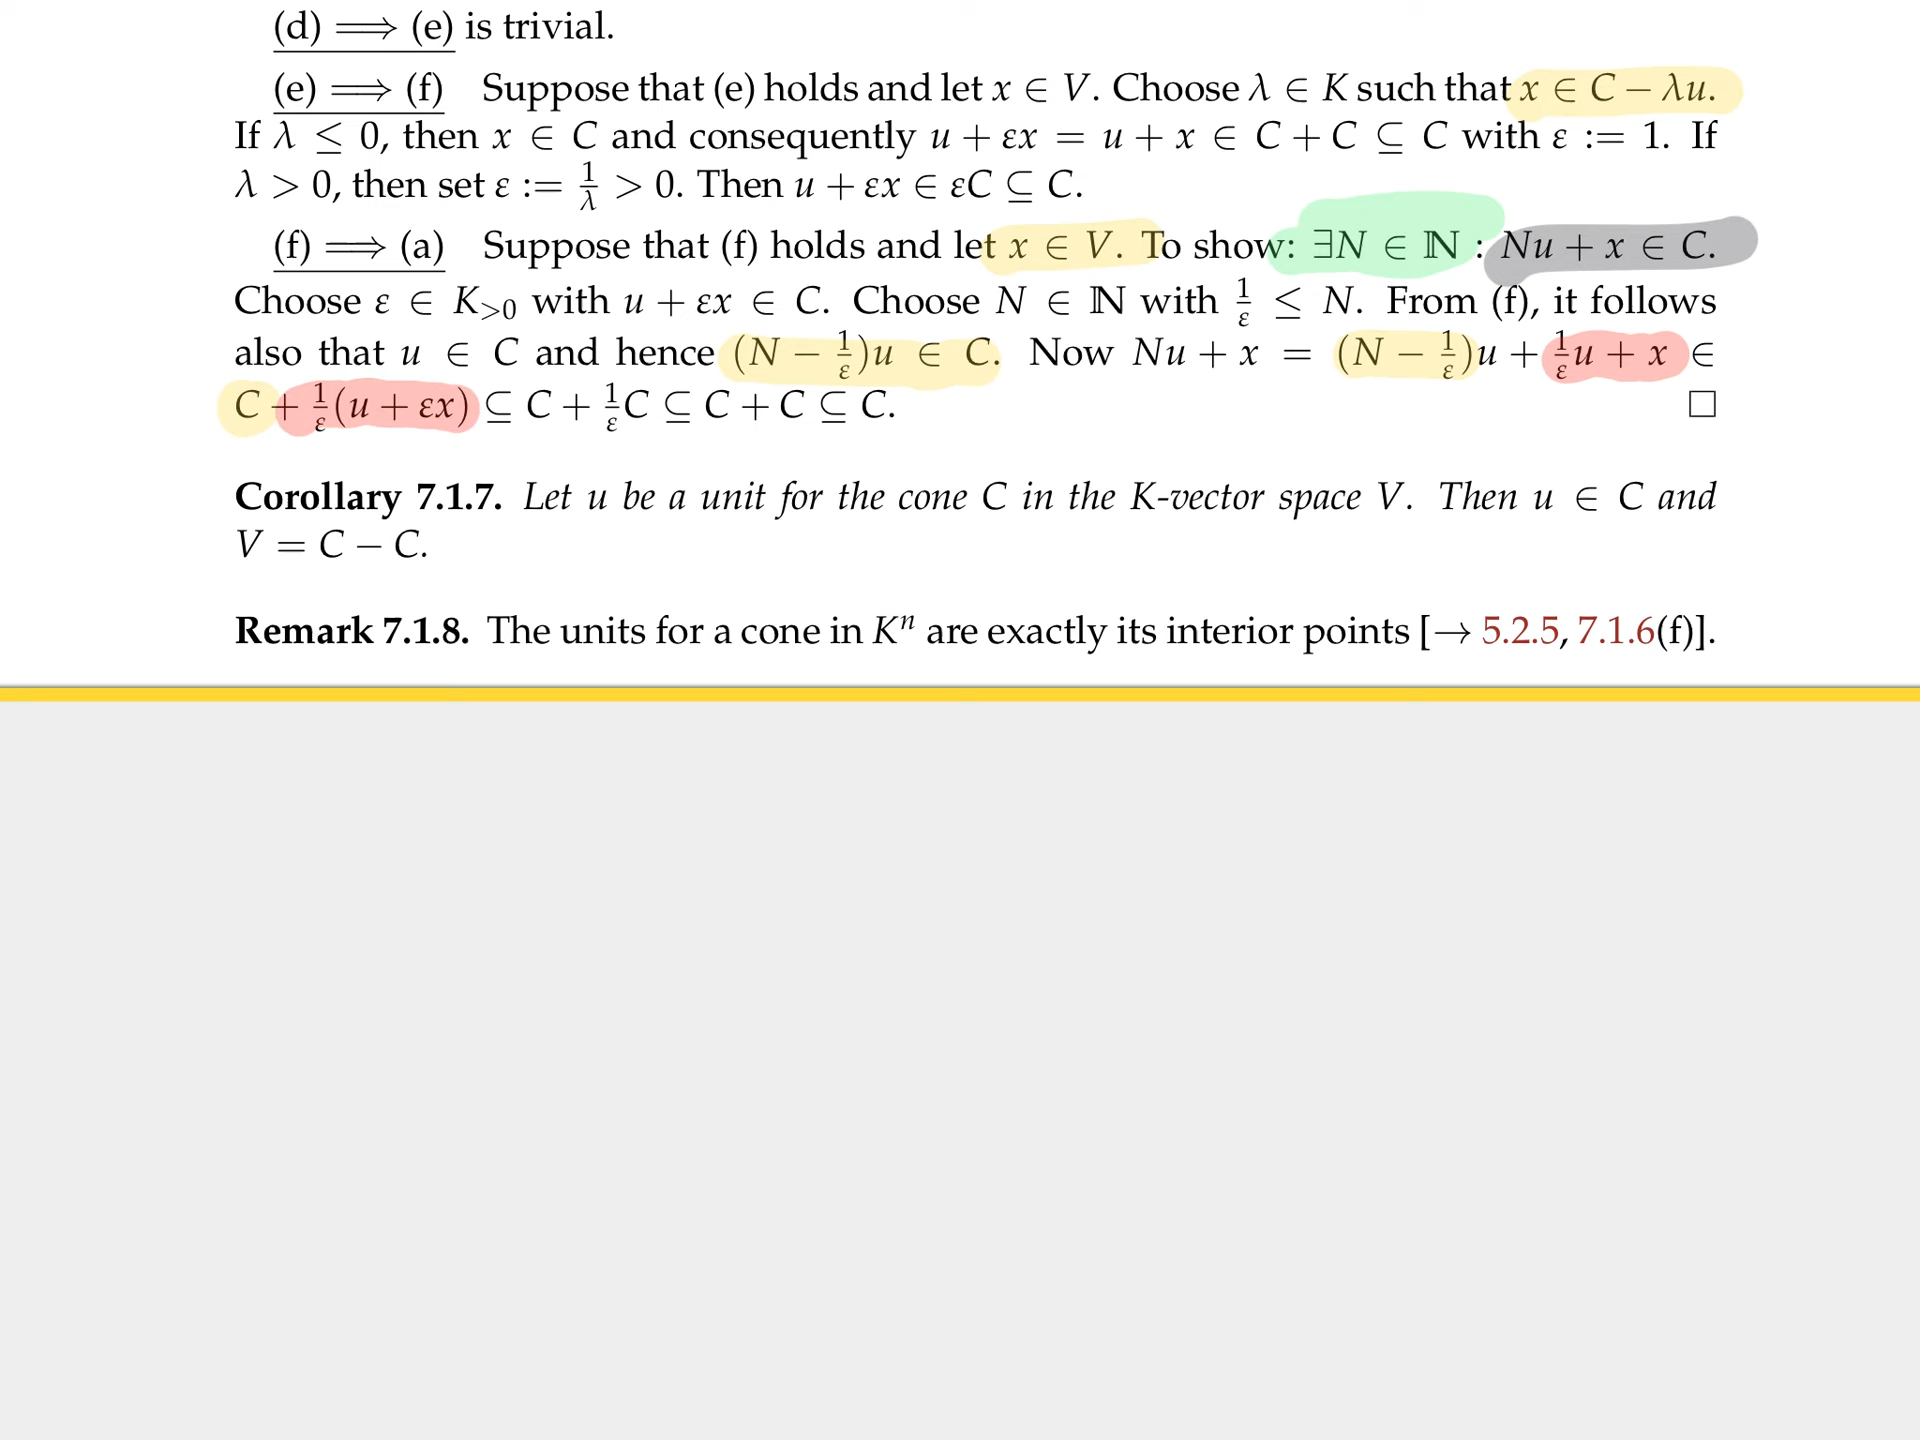 (d) ⟹ (e) is trivial.
(e) ⟹ (f) Suppose that (e) holds and let x ∈ V. Choose λ ∈ K such that x ∈ C − λu.
If λ ≤ 0, then x ∈ C and consequently u + εx = u + x ∈ C + C ⊆ C with ε := 1. If
λ > 0, then set ε := 1/λ > 0. Then u + εx ∈ εC ⊆ C.
(f) ⟹ (a) Suppose that (f) holds and let x ∈ V. To show: ∃N ∈ ℕ : Nu + x ∈ C.
Choose ε ∈ K_{>0} with u + εx ∈ C. Choose N ∈ ℕ with 1/ε ≤ N. From (f), it follows
also that u ∈ C and hence (N − 1/ε)u ∈ C. Now Nu + x = (N − 1/ε)u + 1/ε u + x ∈
C + 1/ε(u + εx) ⊆ C + 1/ε C ⊆ C + C ⊆ C. □
Corollary 7.1.7. Let u be a unit for the cone C in the K-vector space V. Then u ∈ C and
V = C − C.
Remark 7.1.8. The units for a cone in Kⁿ are exactly its interior points [→ 5.2.5, 7.1.6(f)].